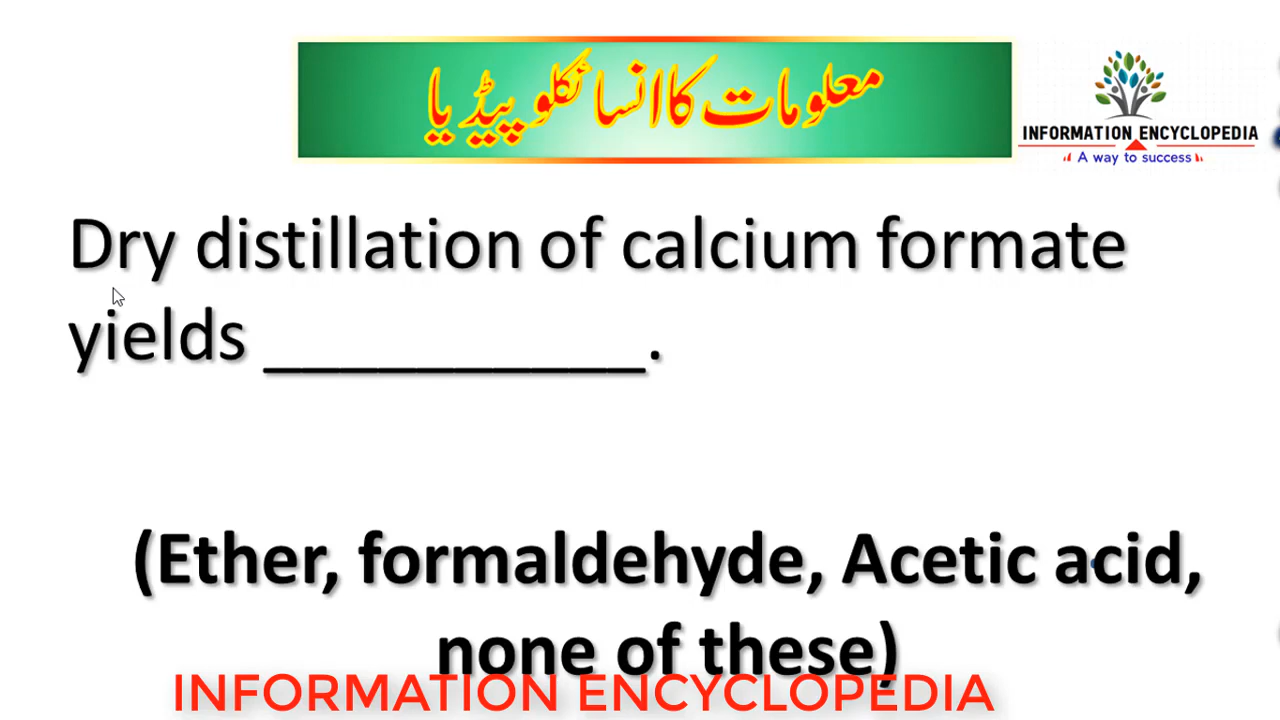 معلومات کا انسائکلوپیڈیا
INFORMATION ENCYCLOPEDIA
A way to success
Dry distillation of calcium formate
yields ___________.
(Ether, formaldehyde, Acetic acid,
none of these)
INFORMATION ENCYCLOPEDIA